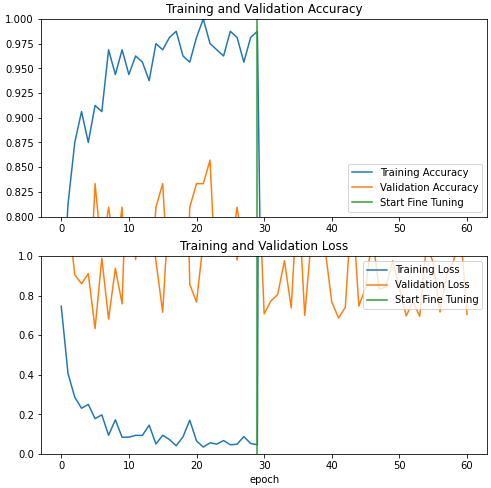 Training and Validation Accuracy
1.000
0.975
0.950
0.925
0.900
0.875
0.850
0.825
0.800
Training Accuracy
Validation Accuracy
Start Fine Tuning
0 10 20 30 40 50 60
Training and Validation Loss
1.0
0.8
0.6
0.4
0.2
0.0
Training Loss
Validation Loss
Start Fine Tuning
0 10 20 30 40 50 60
epoch